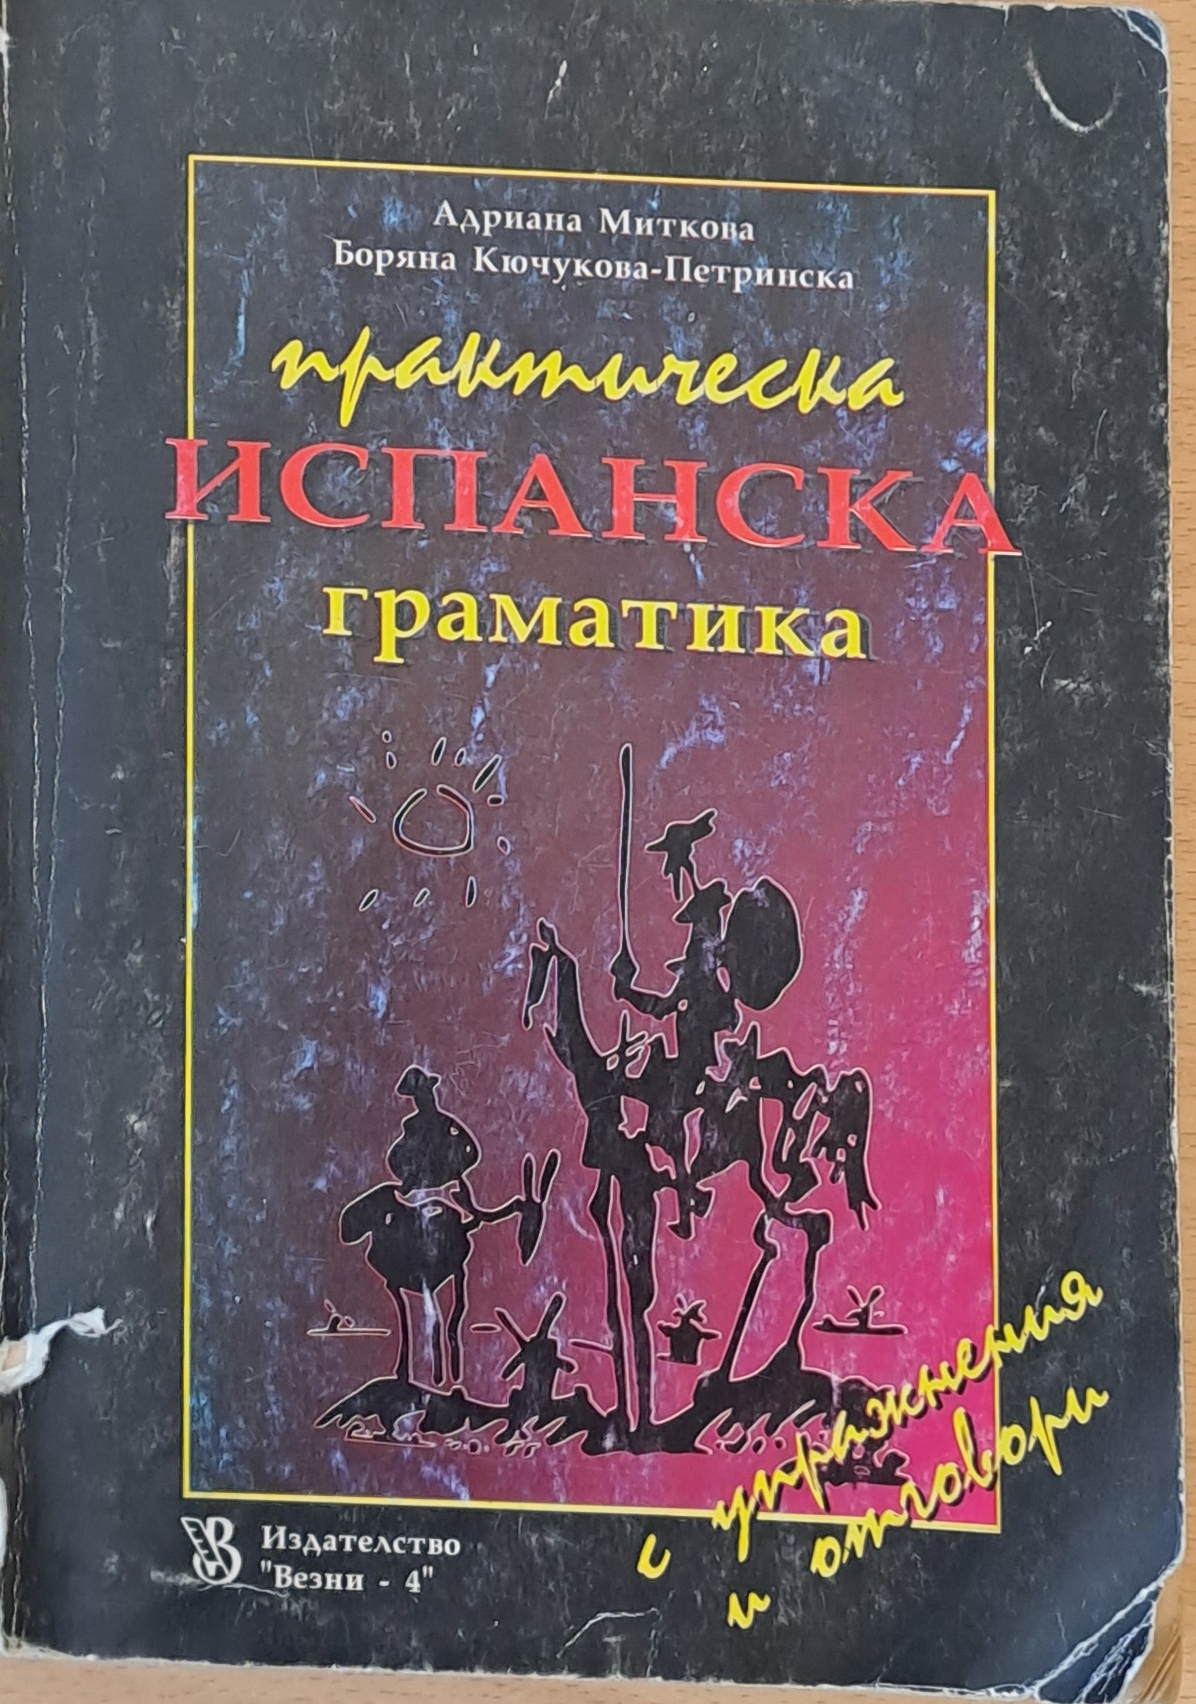 Адриана Миткова
Боряна Кючукова-Петринска
практическа
ИСПАНСКА
граматика
с упражнения
и отговори
Издателство
"Везни - 4"